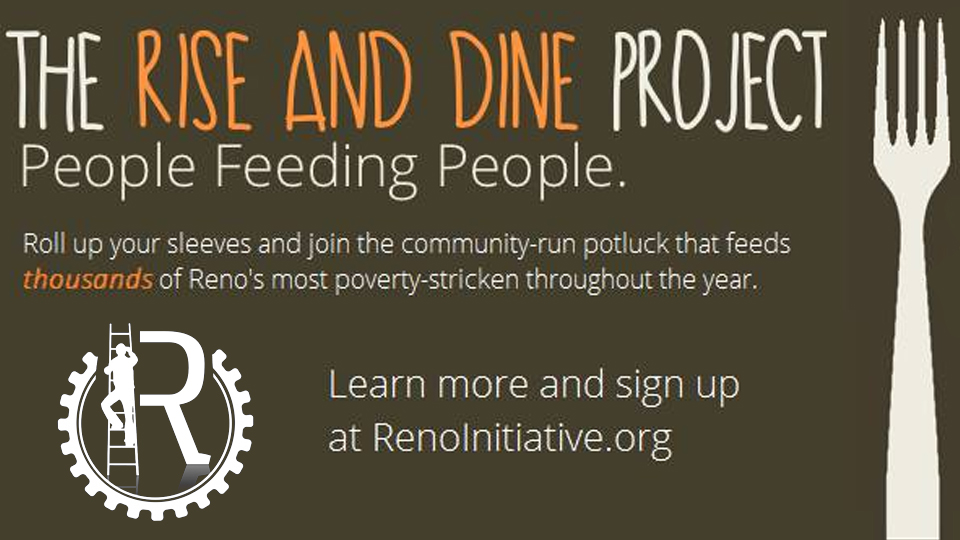 THE RISE AND DINE PROJECT
People Feeding People.
Roll up your sleeves and join the community-run potluck that feeds
thousands of Reno's most poverty-stricken throughout the year.
R
Learn more and sign up
at RenoInitiative.org